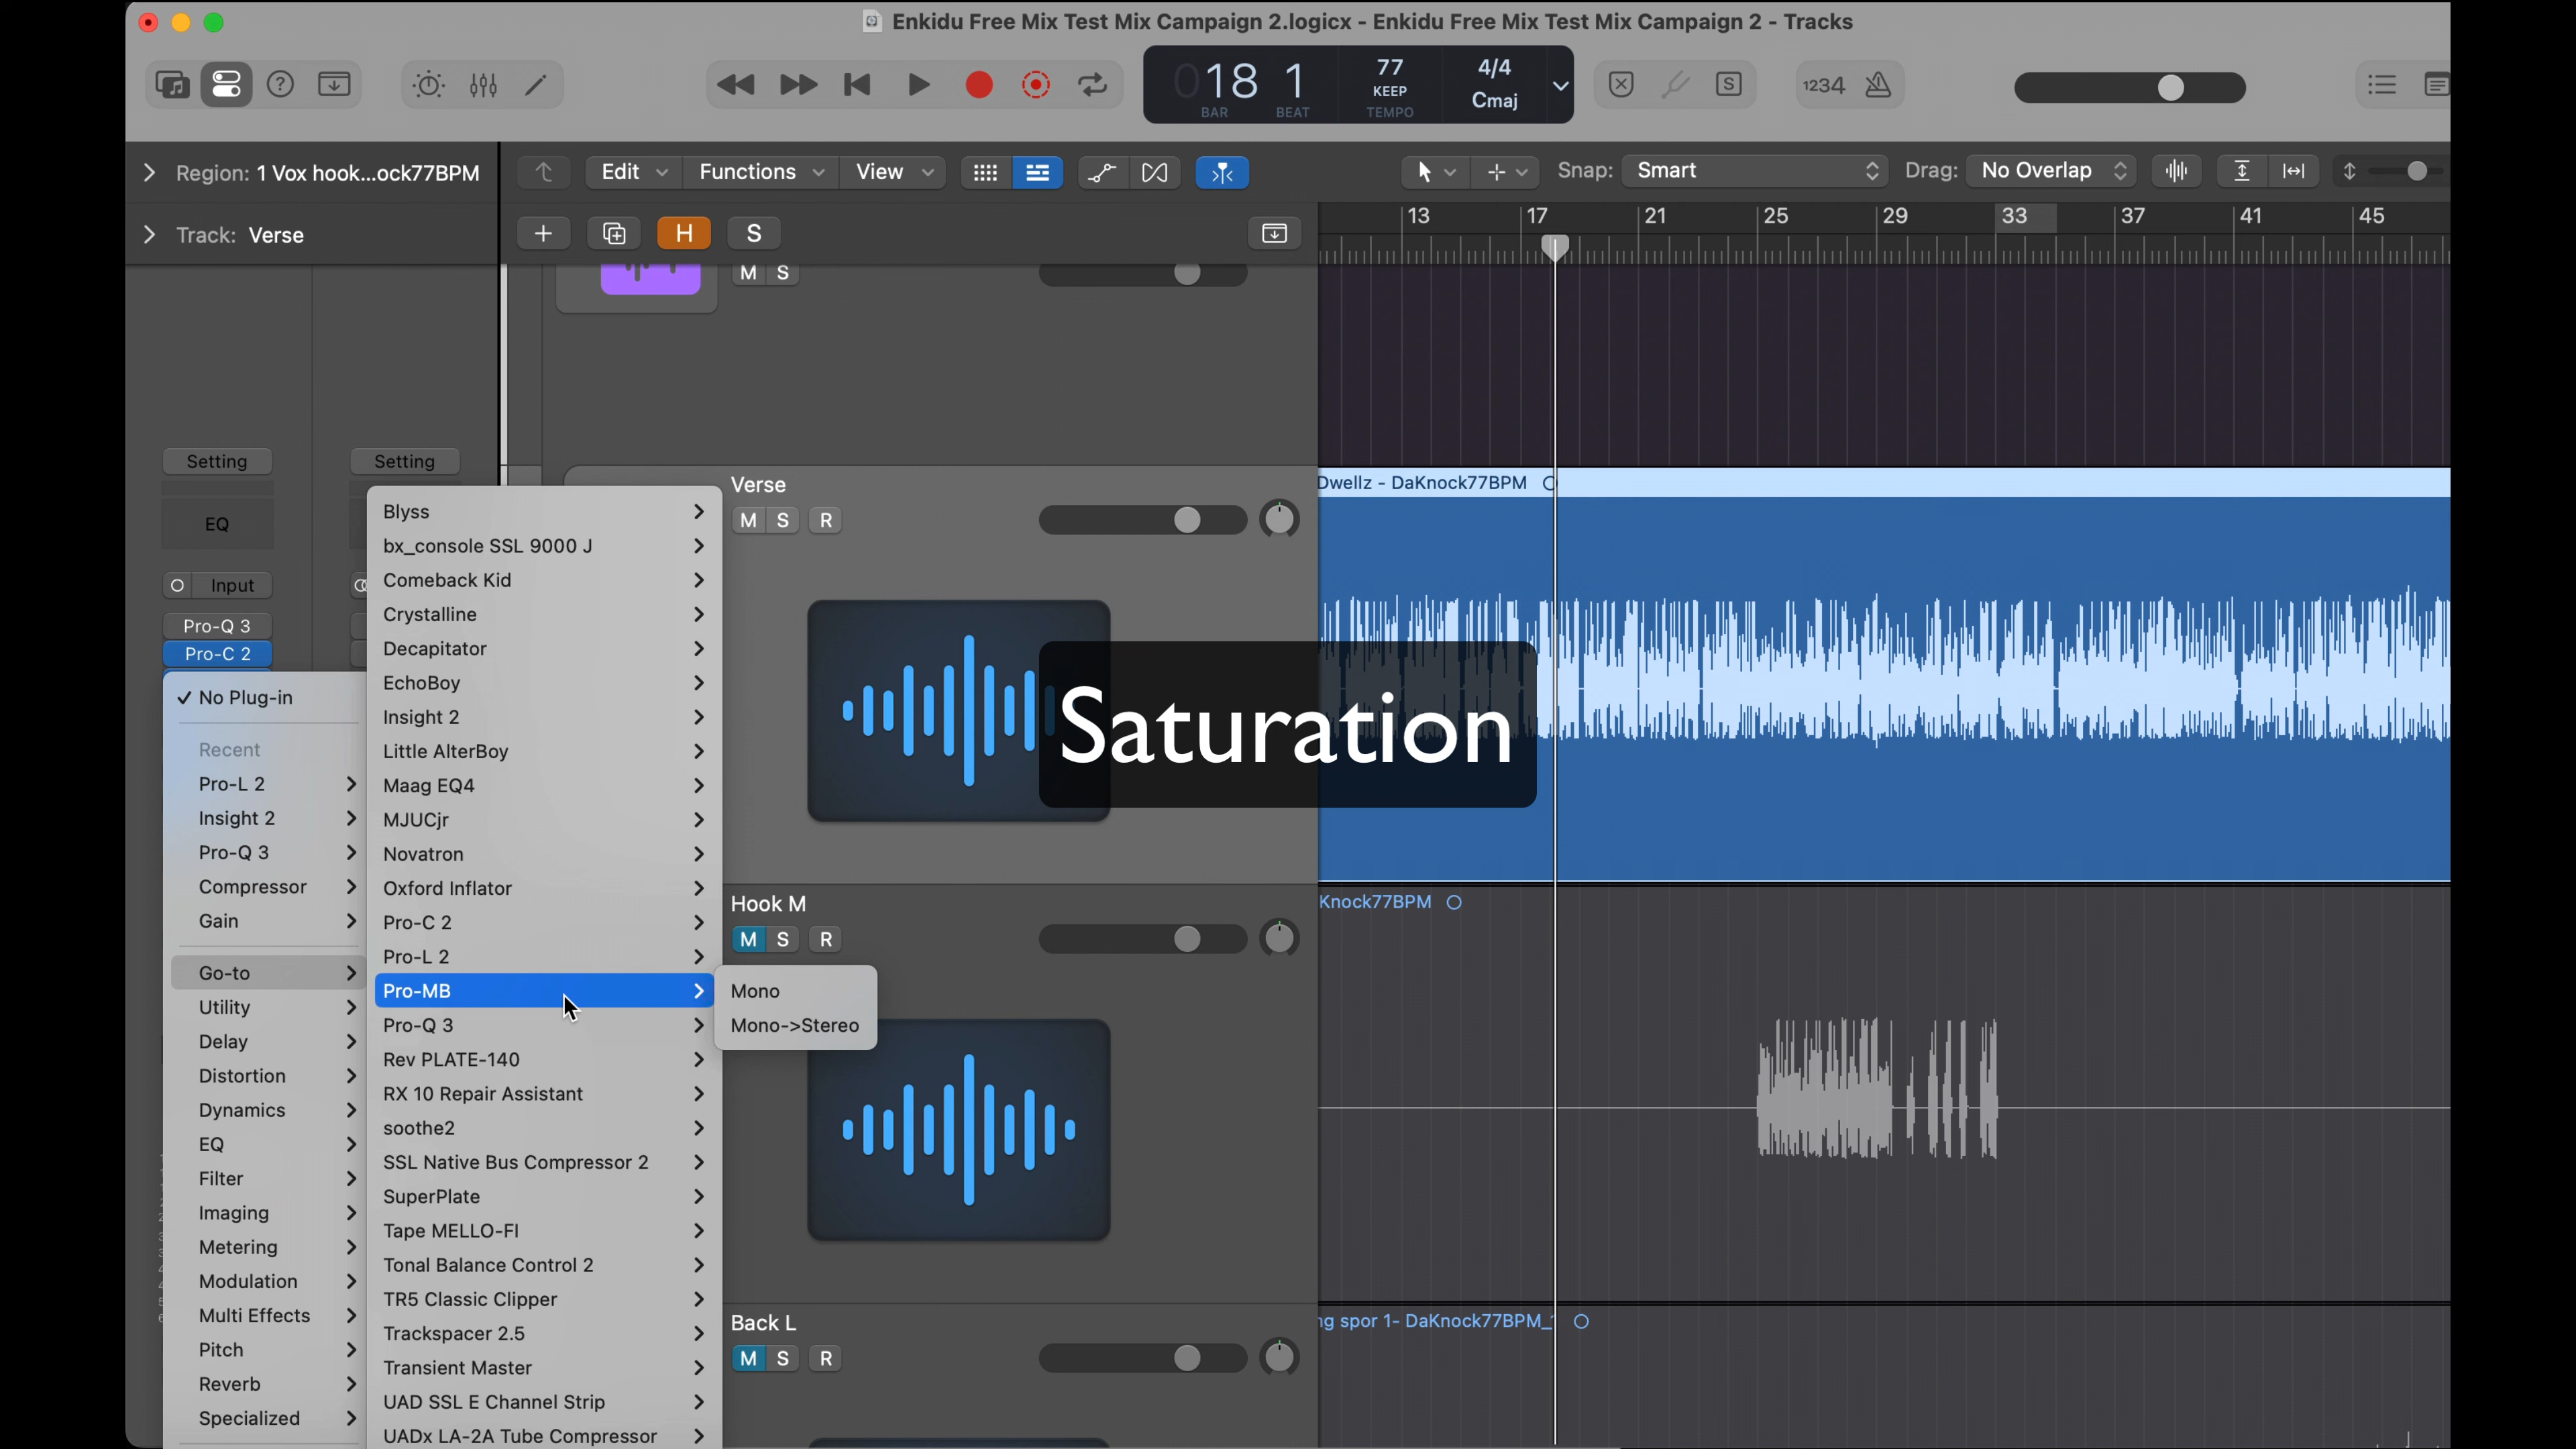 Enkidu Free Mix Test Mix Campaign 2.logicx - Enkidu Free Mix Test Mix Campaign 2 - Tracks
018 1
BAR BEAT
77
KEEP
TEMPO
4/4
Cmaj
S
1234
Region: 1 Vox hook...ock77BPM
Edit
Functions
View
Snap: Smart
Drag: No Overlap
Track: Verse
H
S
13 17 21 25 29 33 37 41 45
M S
Setting
Setting
EQ
Input
Pro-Q 3
Pro-C 2
✓ No Plug-in
Recent
Pro-L 2
Insight 2
Pro-Q 3
Compressor
Gain
Go-to
Utility
Delay
Distortion
Dynamics
EQ
Filter
Imaging
Metering
Modulation
Multi Effects
Pitch
Reverb
Specialized
Blyss
bx_console SSL 9000 J
Comeback Kid
Crystalline
Decapitator
EchoBoy
Insight 2
Little AlterBoy
Maag EQ4
MJUCjr
Novatron
Oxford Inflator
Pro-C 2
Pro-L 2
Pro-MB
Pro-Q 3
Rev PLATE-140
RX 10 Repair Assistant
soothe2
SSL Native Bus Compressor 2
SuperPlate
Tape MELLO-FI
Tonal Balance Control 2
TR5 Classic Clipper
Trackspacer 2.5
Transient Master
UAD SSL E Channel Strip
UADx LA-2A Tube Compressor
Mono
Mono->Stereo
Verse
M S R
Dwellz - DaKnock77BPM
Saturation
Hook M
M S R
Knock77BPM
Back L
M S R
ng spor 1- DaKnock77BPM_1